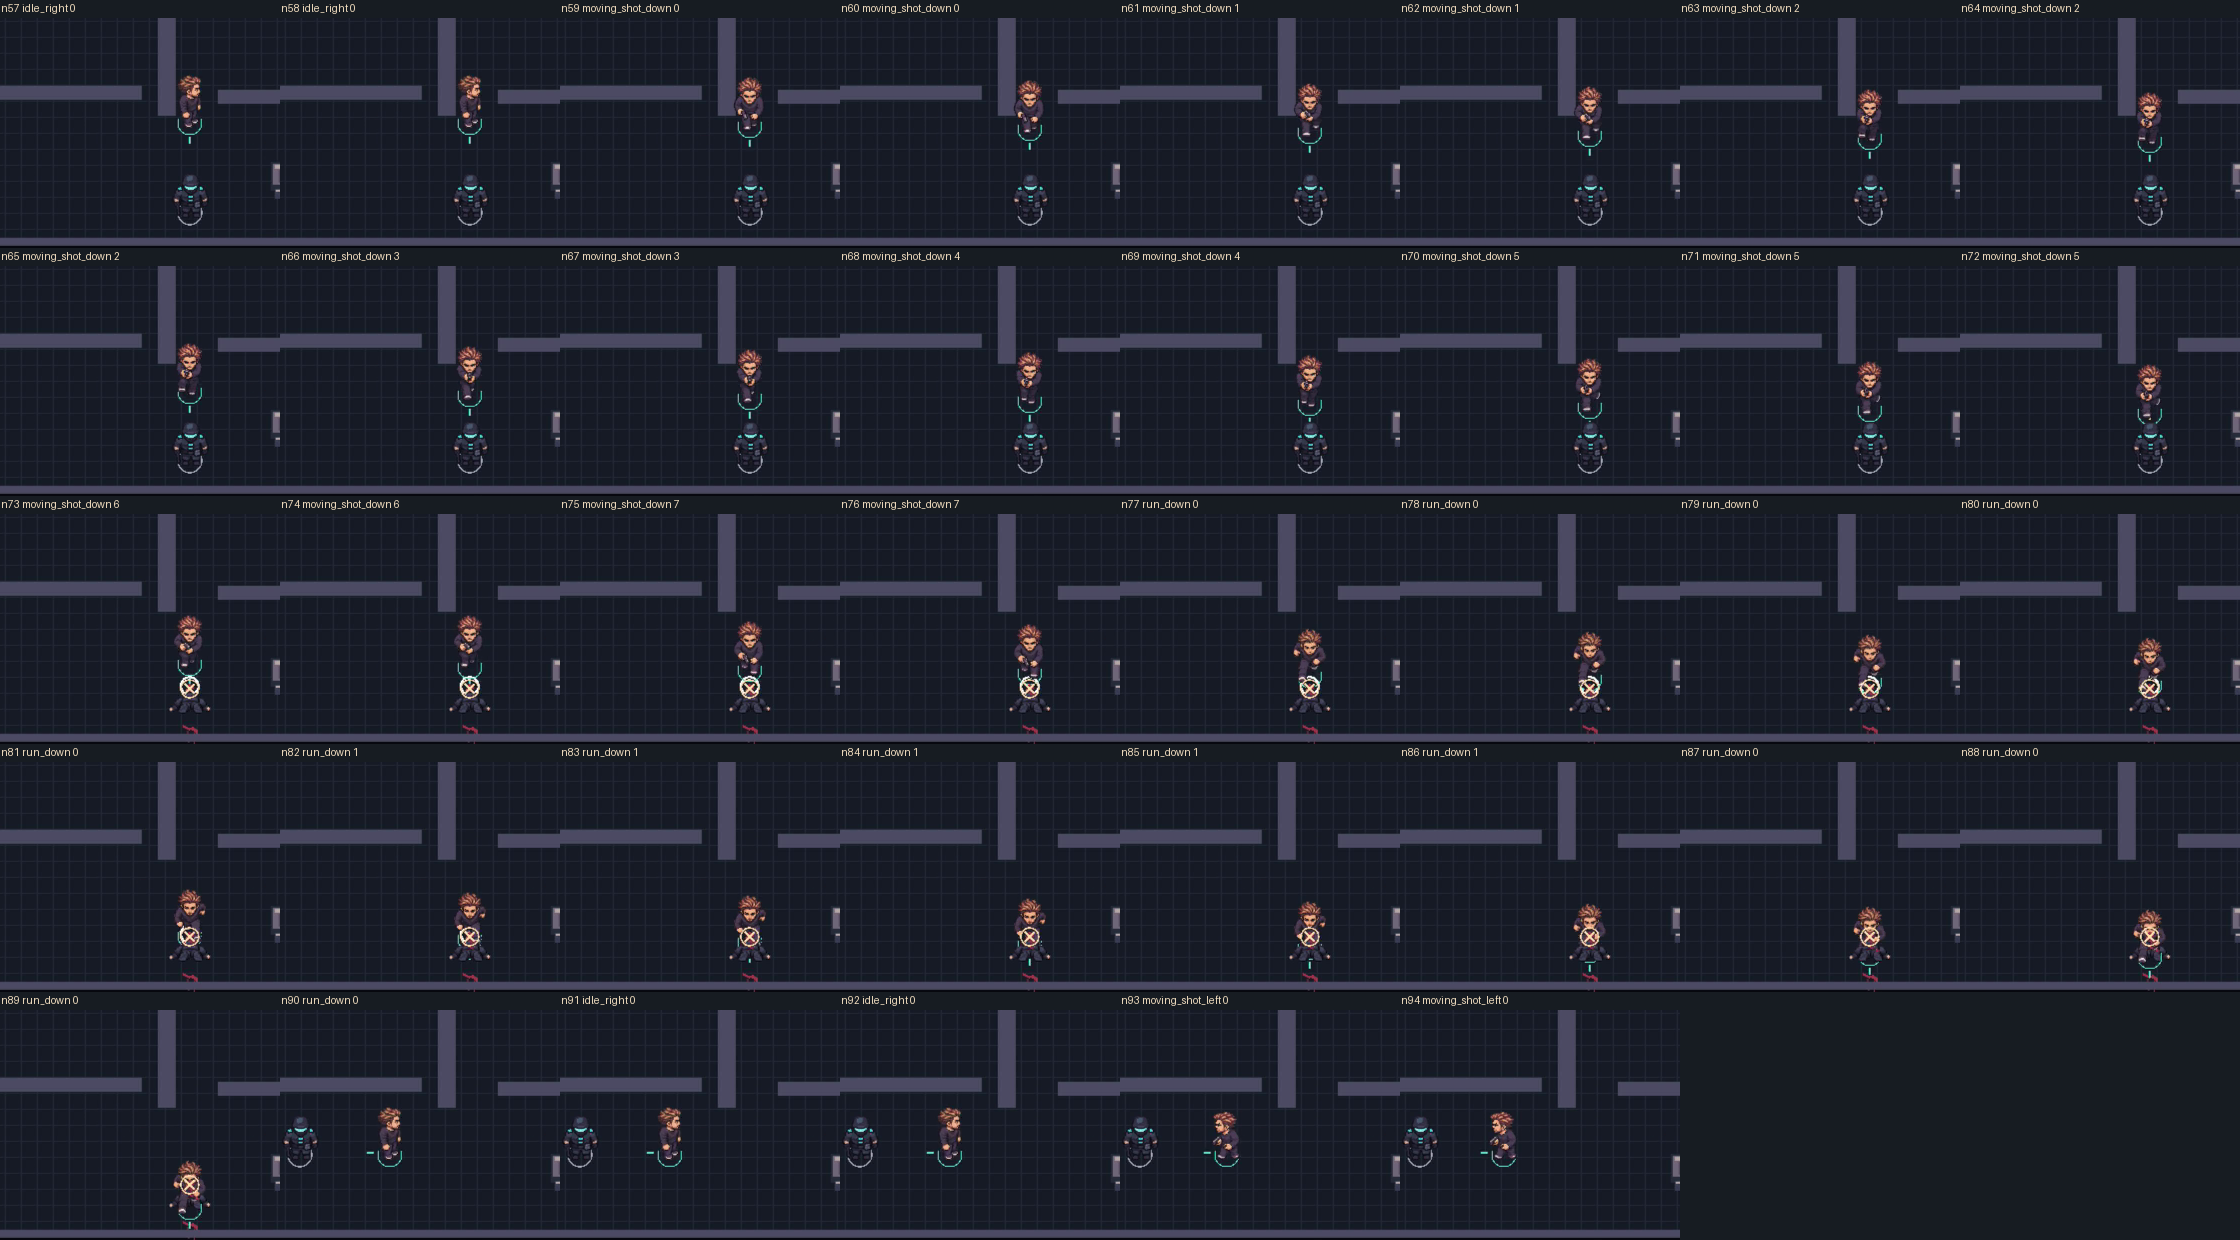 n57 idle_right 0
n58 idle_right 0
n59 moving_shot_down 0
n60 moving_shot_down 0
n61 moving_shot_down 1
n62 moving_shot_down 1
n63 moving_shot_down 2
n64 moving_shot_down 2
n65 moving_shot_down 2
n66 moving_shot_down 3
n67 moving_shot_down 3
n68 moving_shot_down 4
n69 moving_shot_down 4
n70 moving_shot_down 5
n71 moving_shot_down 5
n72 moving_shot_down 5
n73 moving_shot_down 6
n74 moving_shot_down 6
n75 moving_shot_down 7
n76 moving_shot_down 7
n77 run_down 0
n78 run_down 0
n79 run_down 0
n80 run_down 0
n81 run_down 0
n82 run_down 1
n83 run_down 1
n84 run_down 1
n85 run_down 1
n86 run_down 1
n87 run_down 0
n88 run_down 0
n89 run_down 0
n90 run_down 0
n91 idle_right 0
n92 idle_right 0
n93 moving_shot_left 0
n94 moving_shot_left 0